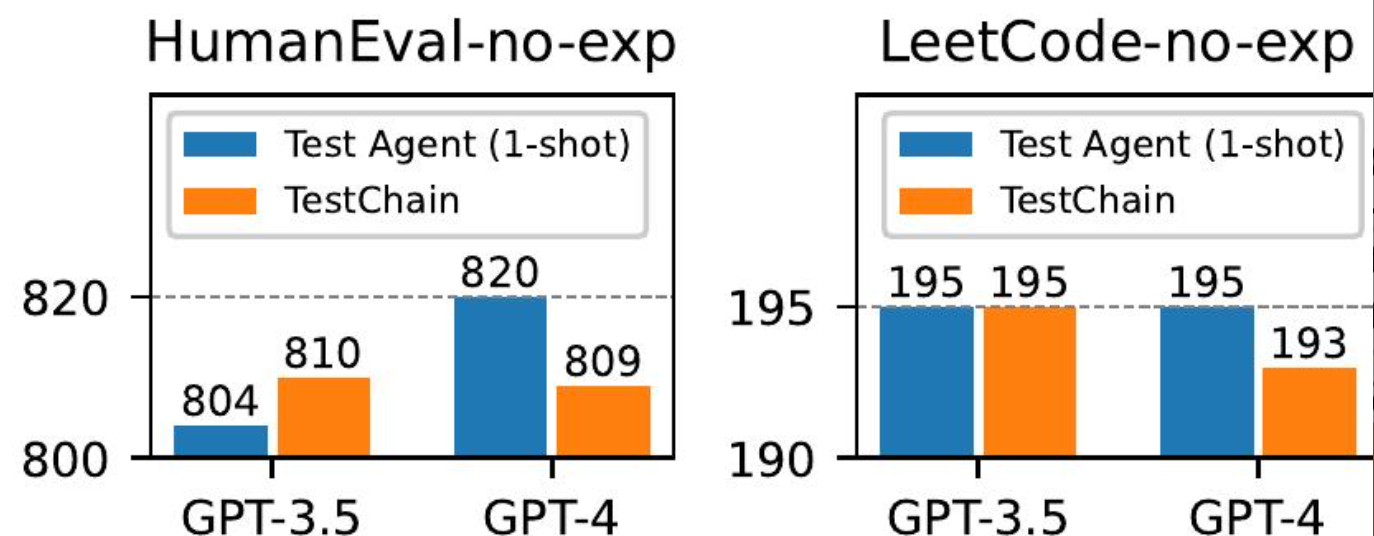 HumanEval-no-exp
Test Agent (1-shot)
TestChain
820
800
804
810
820
809
GPT-3.5
GPT-4
LeetCode-no-exp
Test Agent (1-shot)
TestChain
195
190
195
195
195
193
GPT-3.5
GPT-4